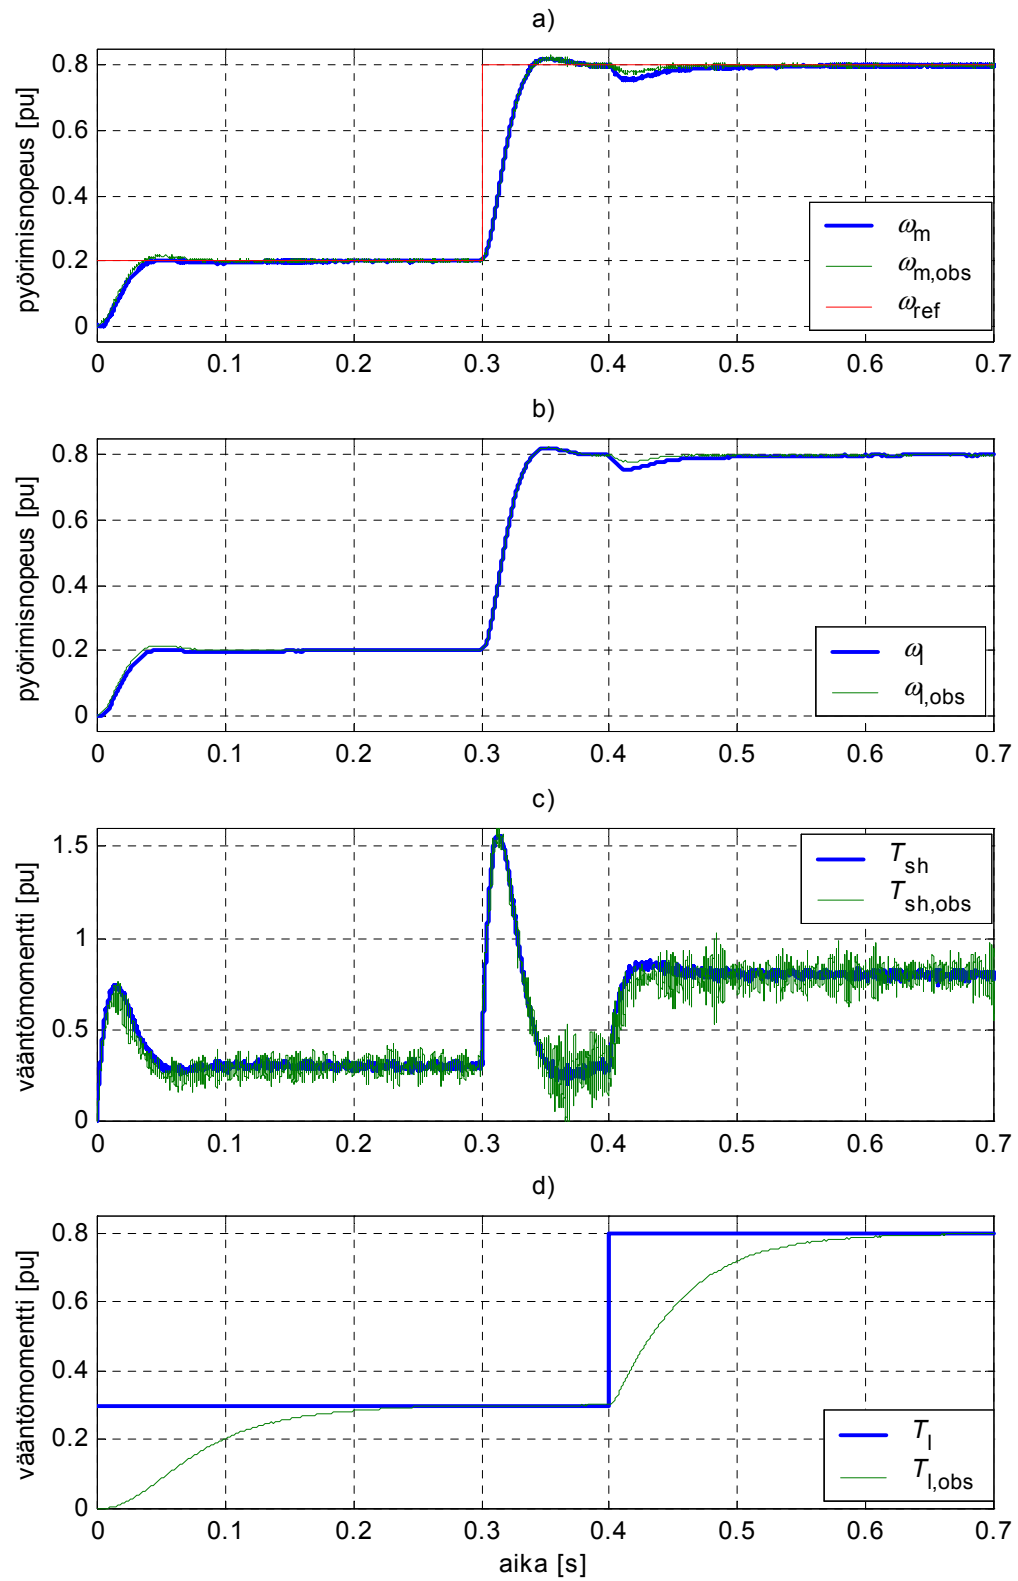 a)
pyörimisnopeus [pu]
0.8
0.6
0.4
0.2
0
ωm
ωm,obs
ωref
0 0.1 0.2 0.3 0.4 0.5 0.6 0.7
b)
pyörimisnopeus [pu]
0.8
0.6
0.4
0.2
0
ωl
ωl,obs
0 0.1 0.2 0.3 0.4 0.5 0.6 0.7
c)
vääntömomentti [pu]
1.5
1
0.5
0
Tsh
Tsh,obs
0 0.1 0.2 0.3 0.4 0.5 0.6 0.7
d)
vääntömomentti [pu]
0.8
0.6
0.4
0.2
0
Tl
Tl,obs
0 0.1 0.2 0.3 0.4 0.5 0.6 0.7
aika [s]